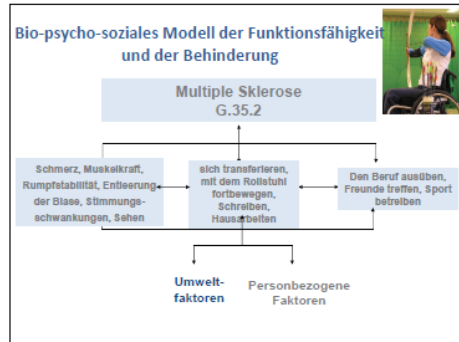 Bio-psycho-soziales Modell der Funktionsfähigkeit
und der Behinderung
Multiple Sklerose
G.35.2
Schmerz, Muskelkraft,
Rumpfstabilität, Entleerung
der Blase, Stimmungs-
schwankungen, Sehen
sich transferieren,
mit dem Rollstuhl
fortbewegen,
Schreiben,
Hausarbeiten
Den Beruf ausüben,
Freunde treffen, Sport
betreiben
Umwelt-
faktoren
Personbezogene
Faktoren